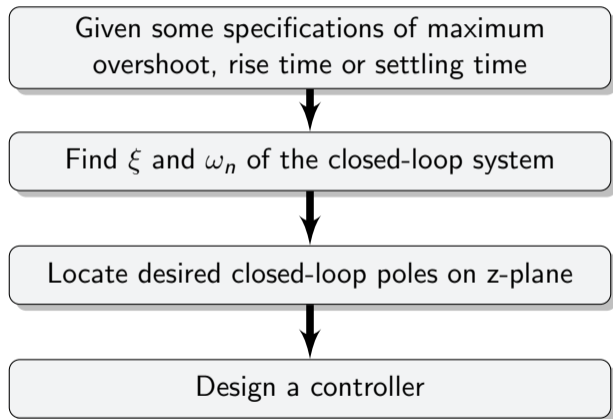 Given some specifications of maximum
overshoot, rise time or settling time
Find ξ and ωₙ of the closed-loop system
Locate desired closed-loop poles on z-plane
Design a controller